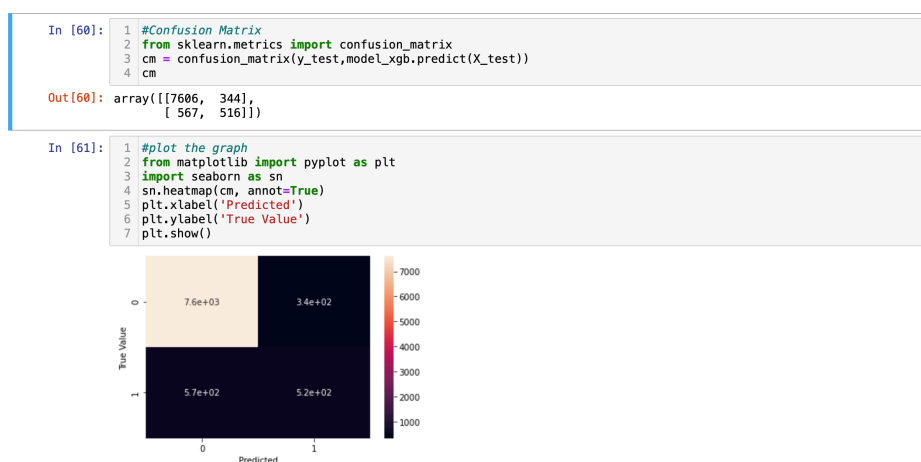 In [60]:
1 #Confusion Matrix
2 from sklearn.metrics import confusion_matrix
3 cm = confusion_matrix(y_test,model_xgb.predict(X_test))
4 cm
Out[60]: array([[7606, 344],
[ 567, 516]])
In [61]:
1 #plot the graph
2 from matplotlib import pyplot as plt
3 import seaborn as sn
4 sn.heatmap(cm, annot=True)
5 plt.xlabel('Predicted')
6 plt.ylabel('True Value')
7 plt.show()
7.6e+03 3.4e+02
5.7e+02 5.2e+02
0
1
True Value
0 1
Predicted
7000
6000
5000
4000
3000
2000
1000